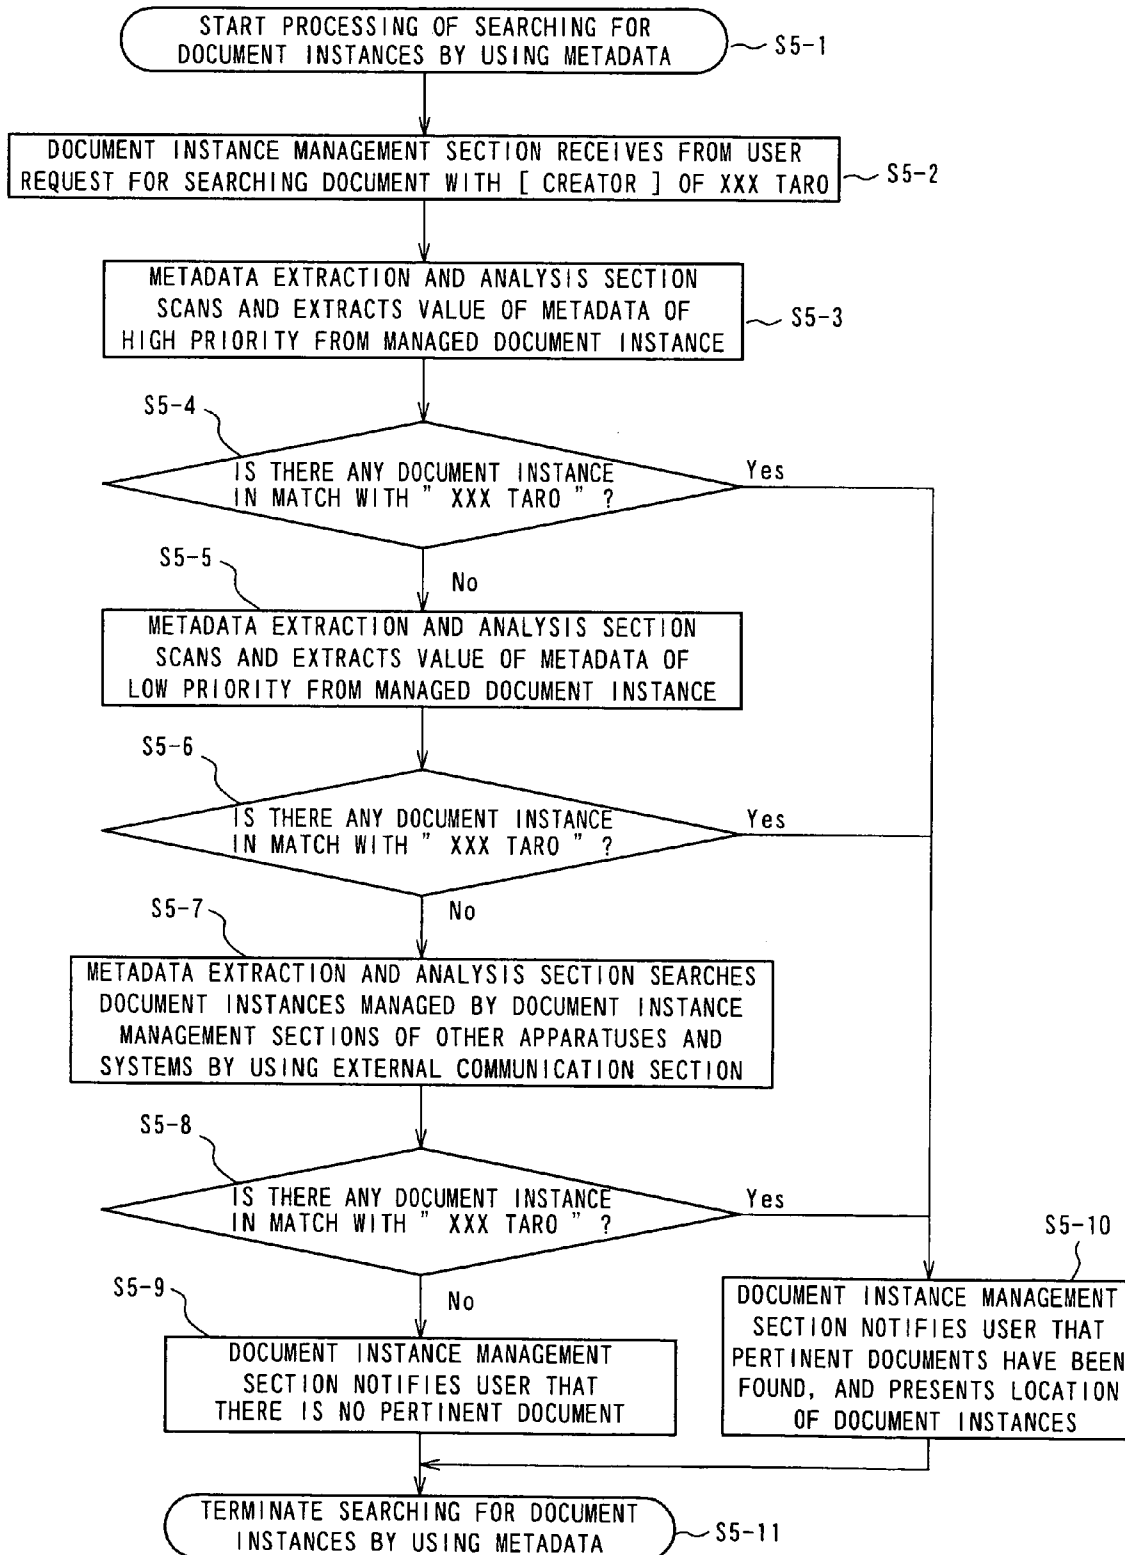 START PROCESSING OF SEARCHING FOR
DOCUMENT INSTANCES BY USING METADATA
S5-1
DOCUMENT INSTANCE MANAGEMENT SECTION RECEIVES FROM USER
REQUEST FOR SEARCHING DOCUMENT WITH [ CREATOR ] OF XXX TARO
S5-2
METADATA EXTRACTION AND ANALYSIS SECTION
SCANS AND EXTRACTS VALUE OF METADATA OF
HIGH PRIORITY FROM MANAGED DOCUMENT INSTANCE
S5-3
S5-4
IS THERE ANY DOCUMENT INSTANCE
IN MATCH WITH " XXX TARO " ?
Yes
No
S5-5
METADATA EXTRACTION AND ANALYSIS SECTION
SCANS AND EXTRACTS VALUE OF METADATA OF
LOW PRIORITY FROM MANAGED DOCUMENT INSTANCE
S5-6
IS THERE ANY DOCUMENT INSTANCE
IN MATCH WITH " XXX TARO " ?
Yes
No
S5-7
METADATA EXTRACTION AND ANALYSIS SECTION SEARCHES
DOCUMENT INSTANCES MANAGED BY DOCUMENT INSTANCE
MANAGEMENT SECTIONS OF OTHER APPARATUSES AND
SYSTEMS BY USING EXTERNAL COMMUNICATION SECTION
S5-8
IS THERE ANY DOCUMENT INSTANCE
IN MATCH WITH " XXX TARO " ?
Yes
No
S5-9
DOCUMENT INSTANCE MANAGEMENT
SECTION NOTIFIES USER THAT
THERE IS NO PERTINENT DOCUMENT
S5-10
DOCUMENT INSTANCE MANAGEMENT
SECTION NOTIFIES USER THAT
PERTINENT DOCUMENTS HAVE BEEN
FOUND, AND PRESENTS LOCATION
OF DOCUMENT INSTANCES
TERMINATE SEARCHING FOR DOCUMENT
INSTANCES BY USING METADATA
S5-11